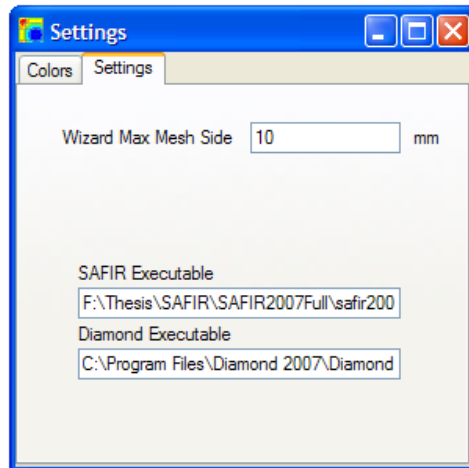 Settings
Colors Settings
Wizard Max Mesh Side 10 mm
SAFIR Executable
F:\Thesis\SAFIR\SAFIR2007Full\safir200
Diamond Executable
C:\Program Files\Diamond 2007\Diamond